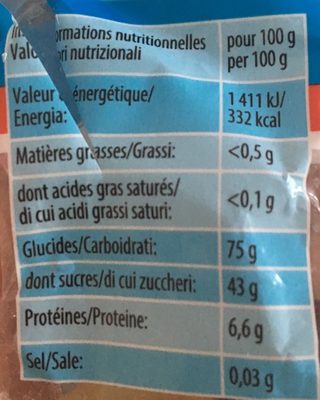 ormations nutritionnelles
nutrizionali
pour 100 g
per 100 g
Valeur énergétique/
Energia:
1 411 kJ/
332 kcal
Matières grasses/Grassi:
<0,5 g
dont acides gras saturés/
di cui acidi grassi saturi:
<0,1 g
Glucides/Carboidrati:
75 g
dont sucres/di cui zuccheri:
43 g
Protéines/Proteine:
6,6 g
Sel/Sale:
0,03 g